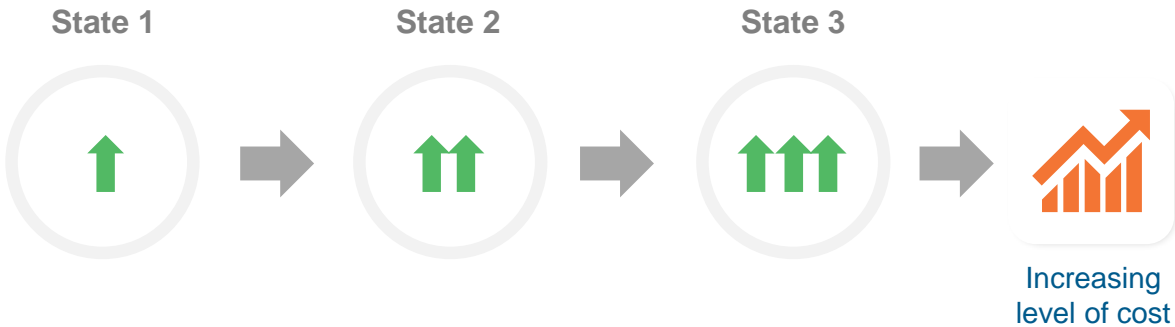 State 1
State 2
State 3
Increasing
level of cost